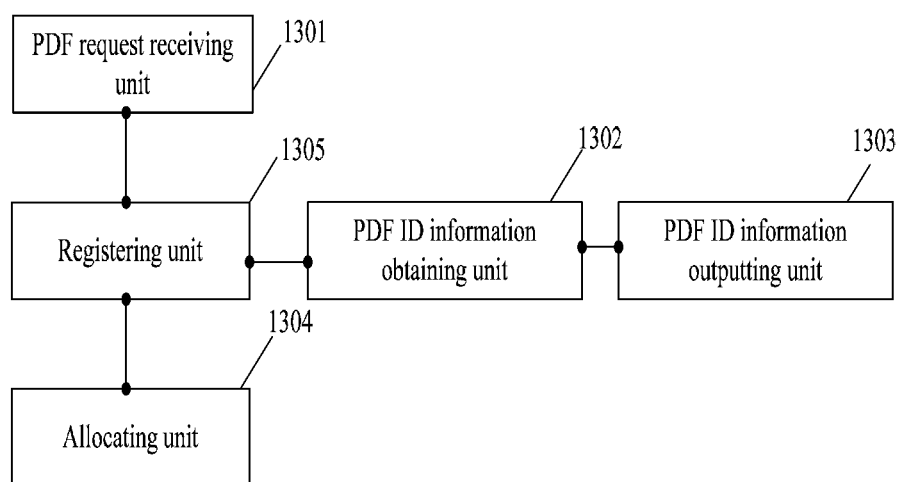 PDF request receiving
unit
1301
1305
Registering unit
1302
PDF ID information
obtaining unit
1303
PDF ID information
outputting unit
1304
Allocating unit